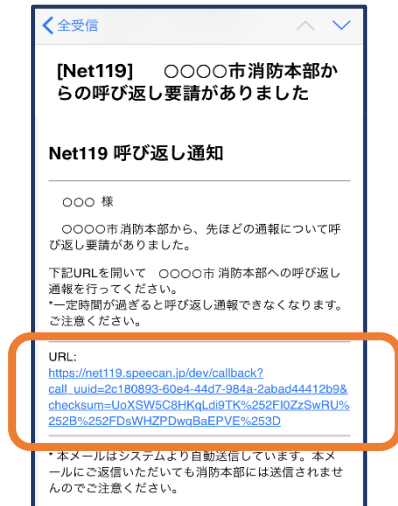 全受信
[Net119]　○○○○市消防本部か
らの呼び返し要請がありました
Net119 呼び返し通知
○○○ 様
○○○○市消防本部から、先ほどの通報について呼
び返し要請がありました。
下記URLを開いて　○○○○市 消防本部への呼び返し
通報を行ってください。
*一定時間が過ぎると呼び返し通報できなくなります。
ご注意ください。
URL:
https://net119.speecan.jp/dev/callback?
call_uuid=2c180893-60e4-44d7-984a-2abad44412b9&
checksum=UoXSW5C8HKqLdi9TK%252FI0ZzSwRU%
252B%252FDsWHZPDwqBaEPVE%253D
* 本メールはシステムより自動送信しています。本メ
ールにご返信いただいても消防本部には送信されませ
んのでご注意ください。